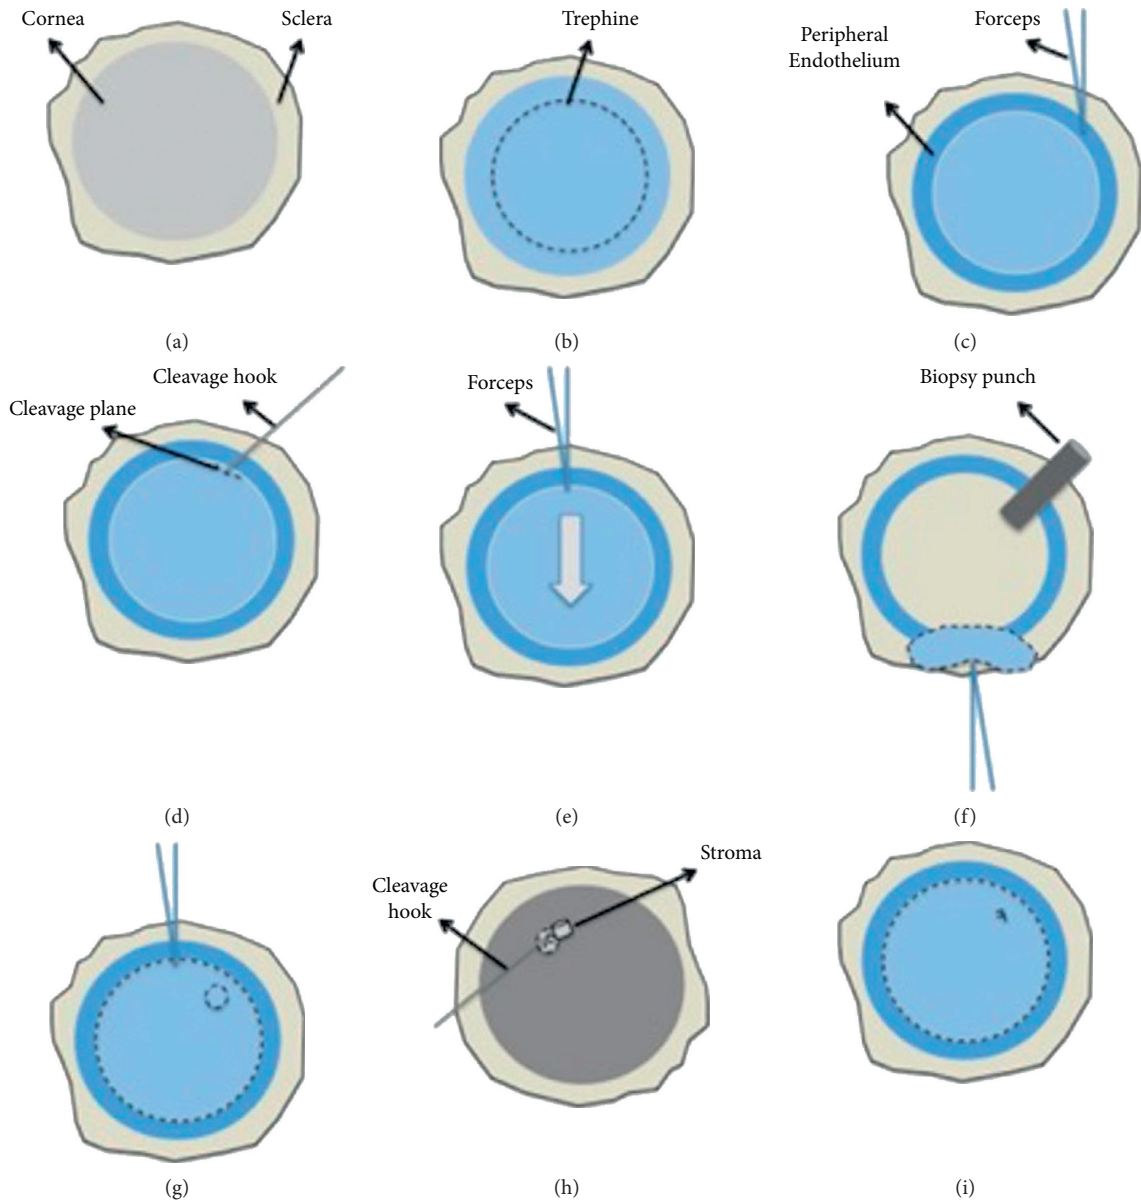 Cornea
Sclera
Trephine
Peripheral
Endothelium
Forceps
(a)
(b)
(c)
Cleavage hook
Cleavage plane
Forceps
Biopsy punch
(d)
(e)
(f)
Cleavage
hook
Stroma
(g)
(h)
(i)